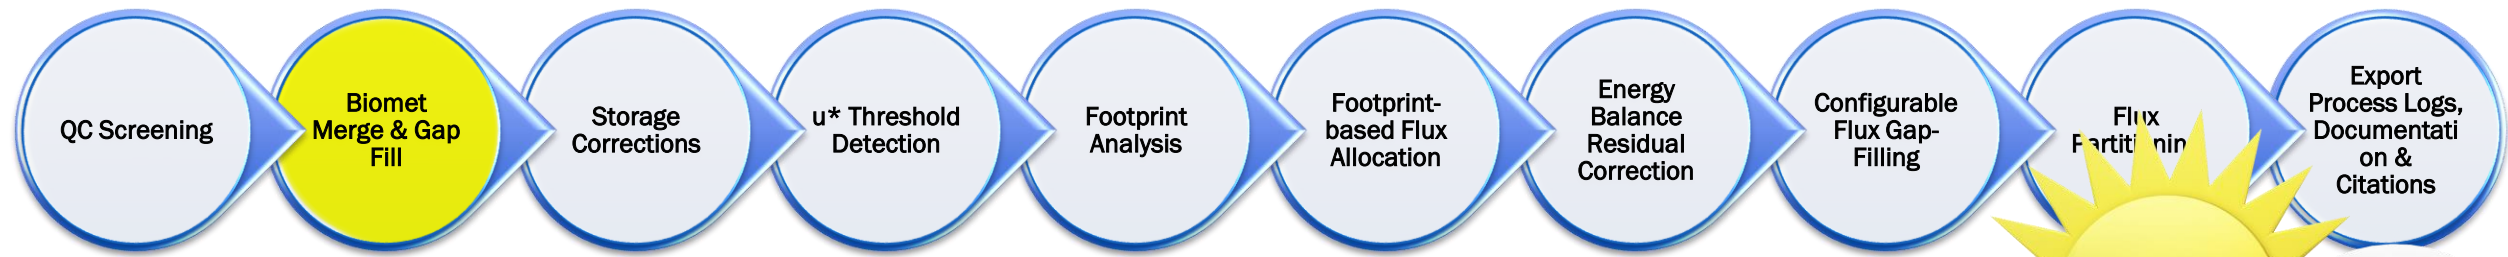 QC Screening
Biomet
Merge & Gap
Fill
Storage
Corrections
u* Threshold
Detection
Footprint
Analysis
Footprint-
based Flux
Allocation
Energy
Balance
Residual
Correction
Configurable
Flux Gap-
Filling
Flux
Export
Process Logs,
Documentati
on &
Citations